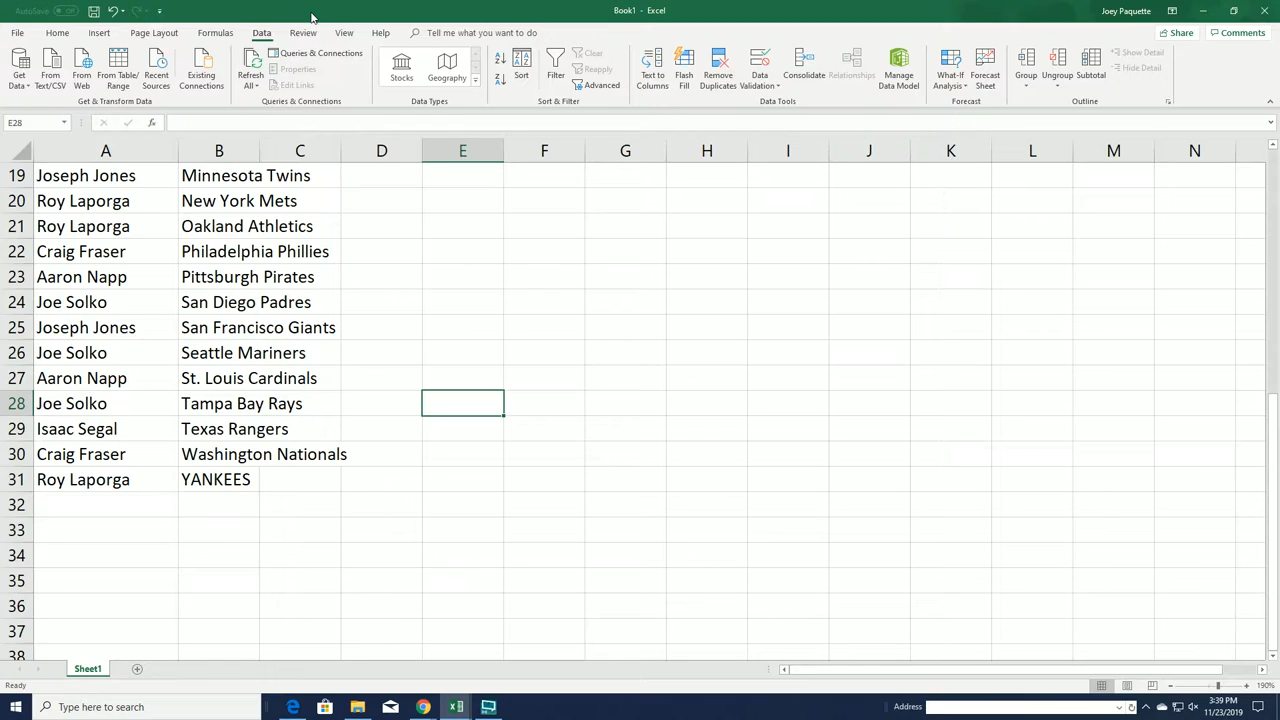 AutoSave Off Book1 - Excel Joey Paquette
File Home Insert Page Layout Formulas Data Review View Help Tell me what you want to do Share Comments
Get Data From Text/CSV From Web From Table/Range Recent Sources Existing Connections
Get & Transform Data
Refresh All Queries & Connections Properties Edit Links
Queries & Connections
Stocks Geography
Data Types
Sort Filter Clear Reapply Advanced
Sort & Filter
Text to Columns Flash Fill Remove Duplicates Data Validation Consolidate Relationships Manage Data Model
Data Tools
What-If Analysis Forecast Sheet
Forecast
Group Ungroup Subtotal Show Detail Hide Detail
Outline
E28 fx
A B C D E F G H I J K L M N
19 Joseph Jones Minnesota Twins
20 Roy Laporga New York Mets
21 Roy Laporga Oakland Athletics
22 Craig Fraser Philadelphia Phillies
23 Aaron Napp Pittsburgh Pirates
24 Joe Solko San Diego Padres
25 Joseph Jones San Francisco Giants
26 Joe Solko Seattle Mariners
27 Aaron Napp St. Louis Cardinals
28 Joe Solko Tampa Bay Rays
29 Isaac Segal Texas Rangers
30 Craig Fraser Washington Nationals
31 Roy Laporga YANKEES
32
33
34
35
36
37
38
Sheet1
Ready 190%
Type here to search Address 3:39 PM
11/23/2019